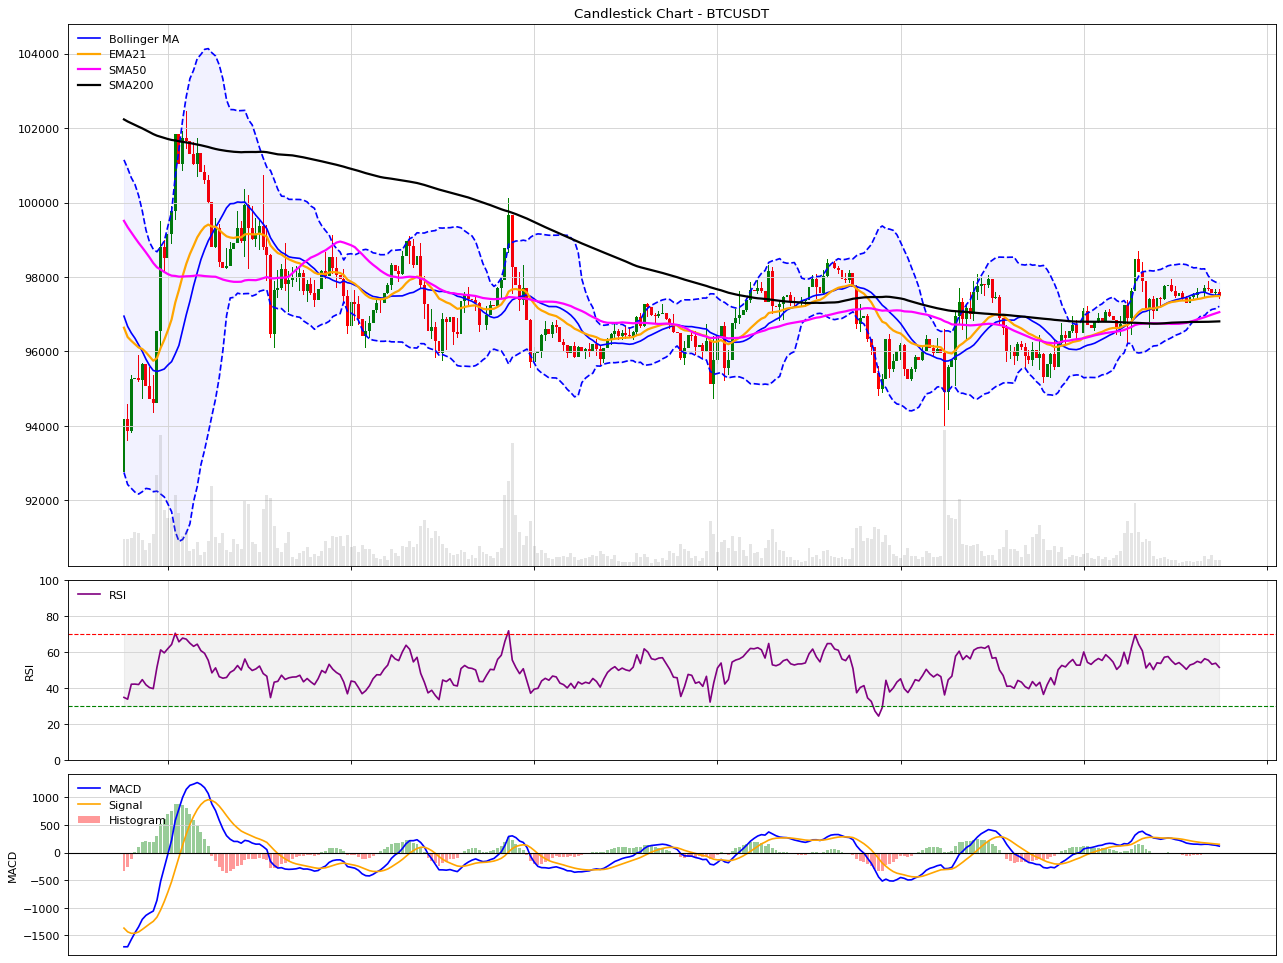 Candlestick Chart - BTCUSDT
Bollinger MA
EMA21
SMA50
SMA200
104000
102000
100000
98000
96000
94000
92000
RSI
100
80
60
40
20
0
RSI
MACD
Signal
Histogram
1000
500
0
−500
−1000
−1500
MACD